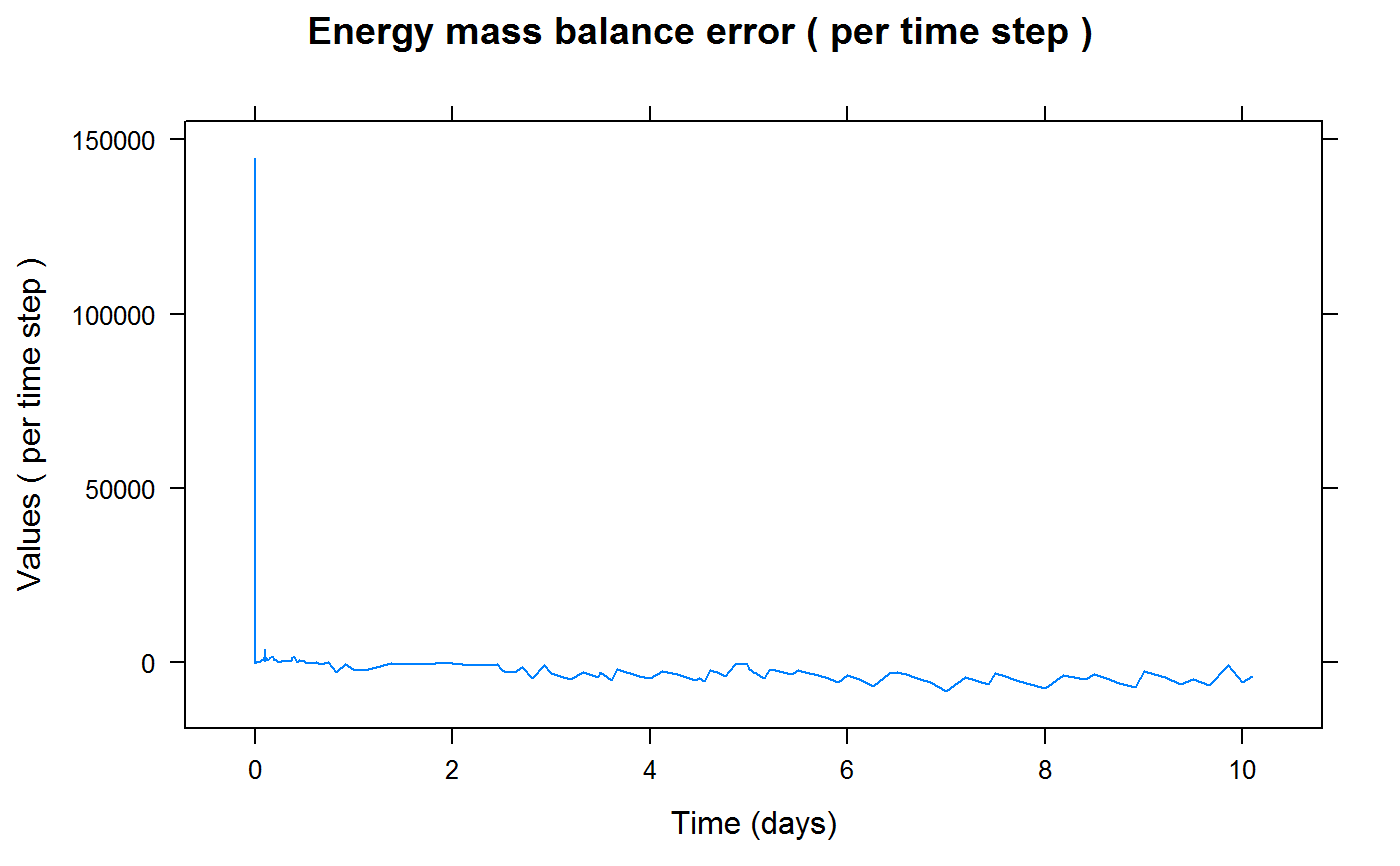 Energy mass balance error ( per time step )
Values ( per time step )
150000
100000
50000
0
0 2 4 6 8 10
Time (days)